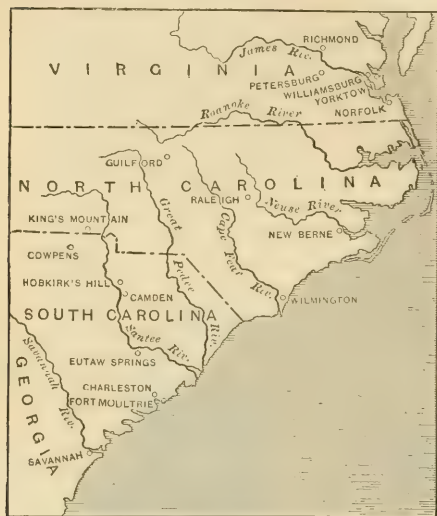 RICHMOND
James Riv.
VIRGINIA
PETERSBURG
WILLIAMSBURG
YORKTOWN
Roanoke River
NORFOLK
GUILFORD
NORTH CAROLINA
RALEIGH
Neuse River
KING'S MOUNTAIN
Great Pedee Riv.
Cape Fear Riv.
NEW BERNE
COWPENS
HOBKIRK'S HILL
CAMDEN
WILMINGTON
SOUTH CAROLINA
Santee Riv.
Savannah Riv.
EUTAW SPRINGS
GEORGIA
CHARLESTON
FORT MOULTRIE
SAVANNAH